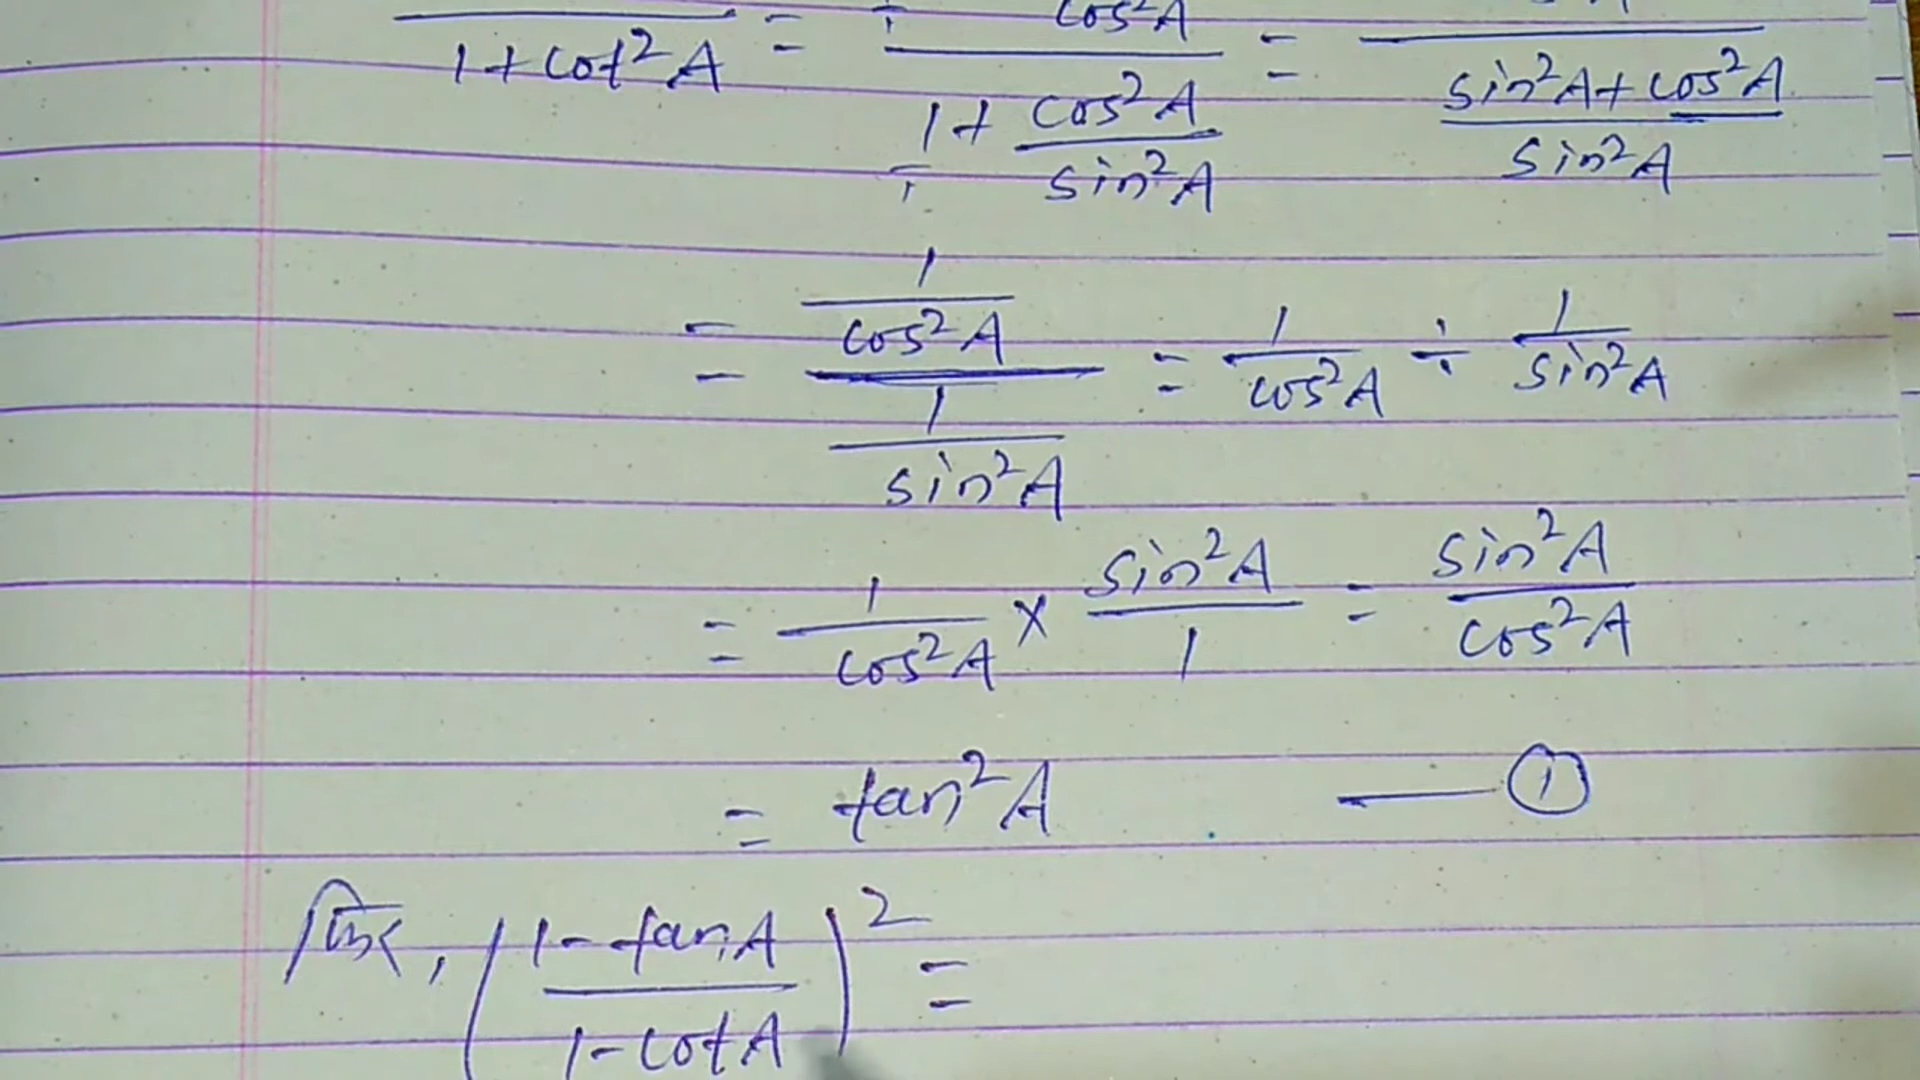 1+cot²A = cos²A =
1+ cos²A/sin²A sin²A+cos²A/sin²A
= (1/cos²A)/(1/sin²A) = 1/cos²A ÷ 1/sin²A
= 1/cos²A × sin²A/1 = sin²A/cos²A
= tan²A — ①
, ((1-tanA)/(1-cotA))² =